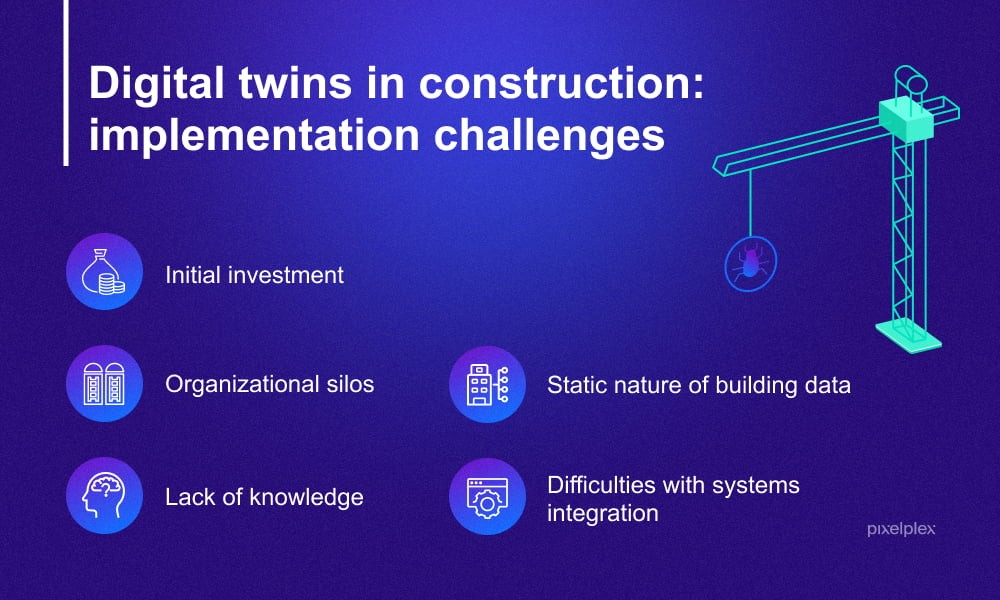 Digital twins in construction:
implementation challenges
Initial investment
Organizational silos
Lack of knowledge
Static nature of building data
Difficulties with systems
integration
pixelplex